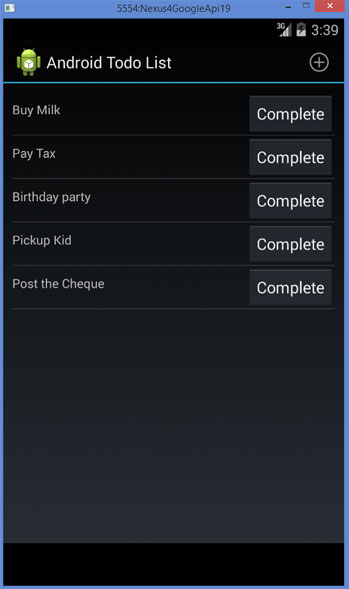 5554:Nexus4GoogleApi19
3G 3:39
Android Todo List
Buy Milk Complete
Pay Tax Complete
Birthday party Complete
Pickup Kid Complete
Post the Cheque Complete